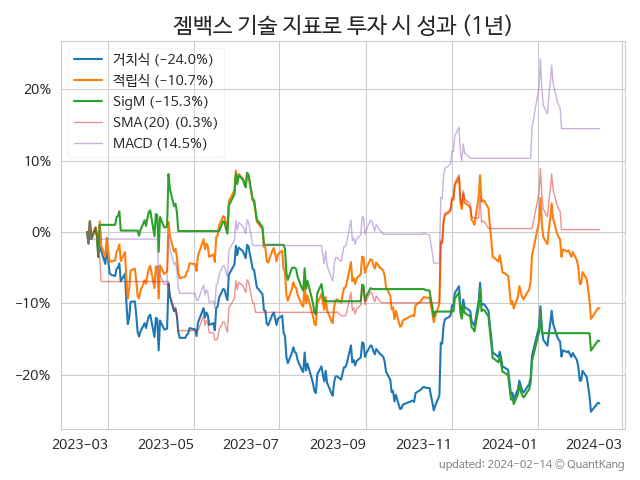 젬백스 기술 지표로 투자 시 성과 (1년)
거치식 (−24.0%)
적립식 (−10.7%)
SigM (−15.3%)
SMA(20) (0.3%)
MACD (14.5%)
20%
10%
0%
−10%
−20%
2023-03 2023-05 2023-07 2023-09 2023-11 2024-01 2024-03
updated: 2024-02-14 © QuantKang